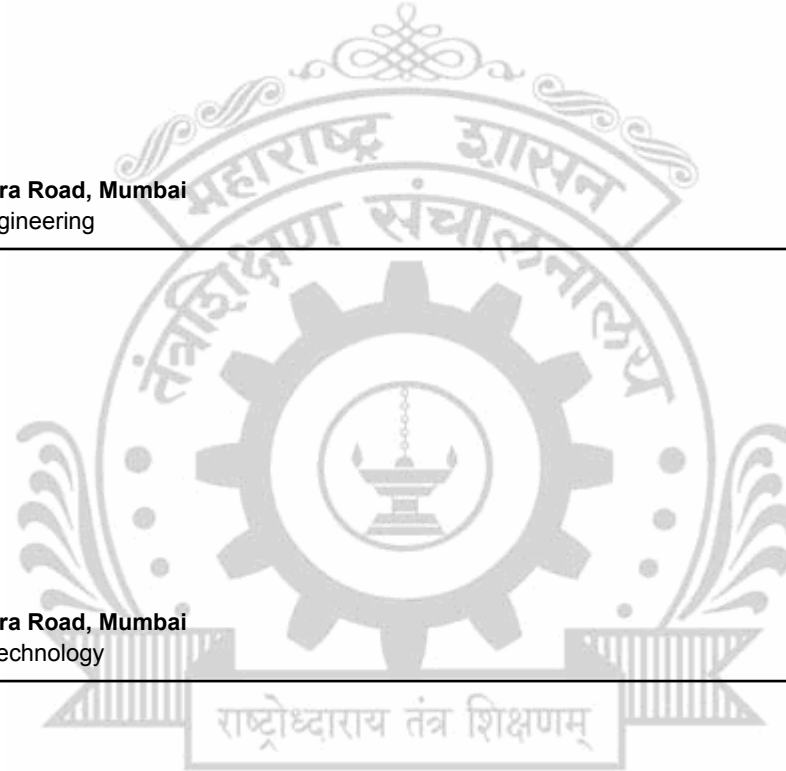 महाराष्ट्र शासन
ra Road, Mumbai
gineering
तंत्रशिक्षण संचालनालय
ra Road, Mumbai
echnology
राष्ट्रोध्दाराय तंत्र शिक्षणम्